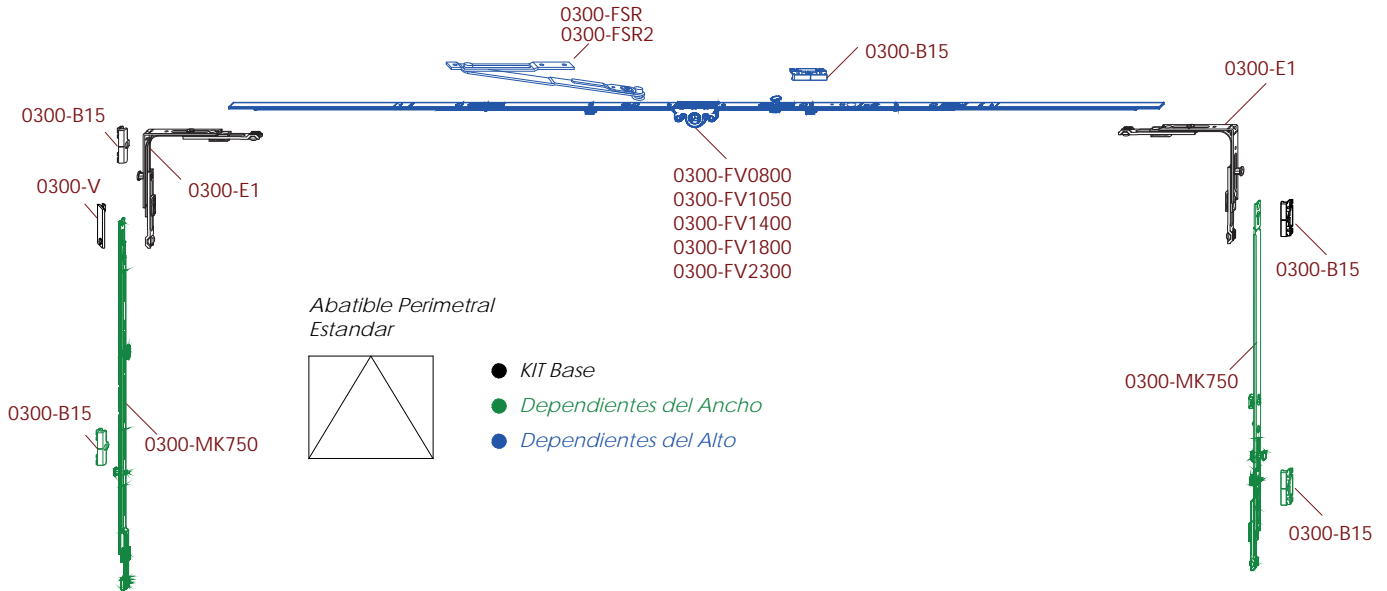 0300-FSR
0300-FSR2
0300-B15
0300-E1
0300-B15
0300-V
0300-E1
0300-FV0800
0300-FV1050
0300-FV1400
0300-FV1800
0300-FV2300
0300-B15
Abatible Perimetral
Estandar
KIT Base
Dependientes del Ancho
Dependientes del Alto
0300-MK750
0300-B15
0300-MK750
0300-B15